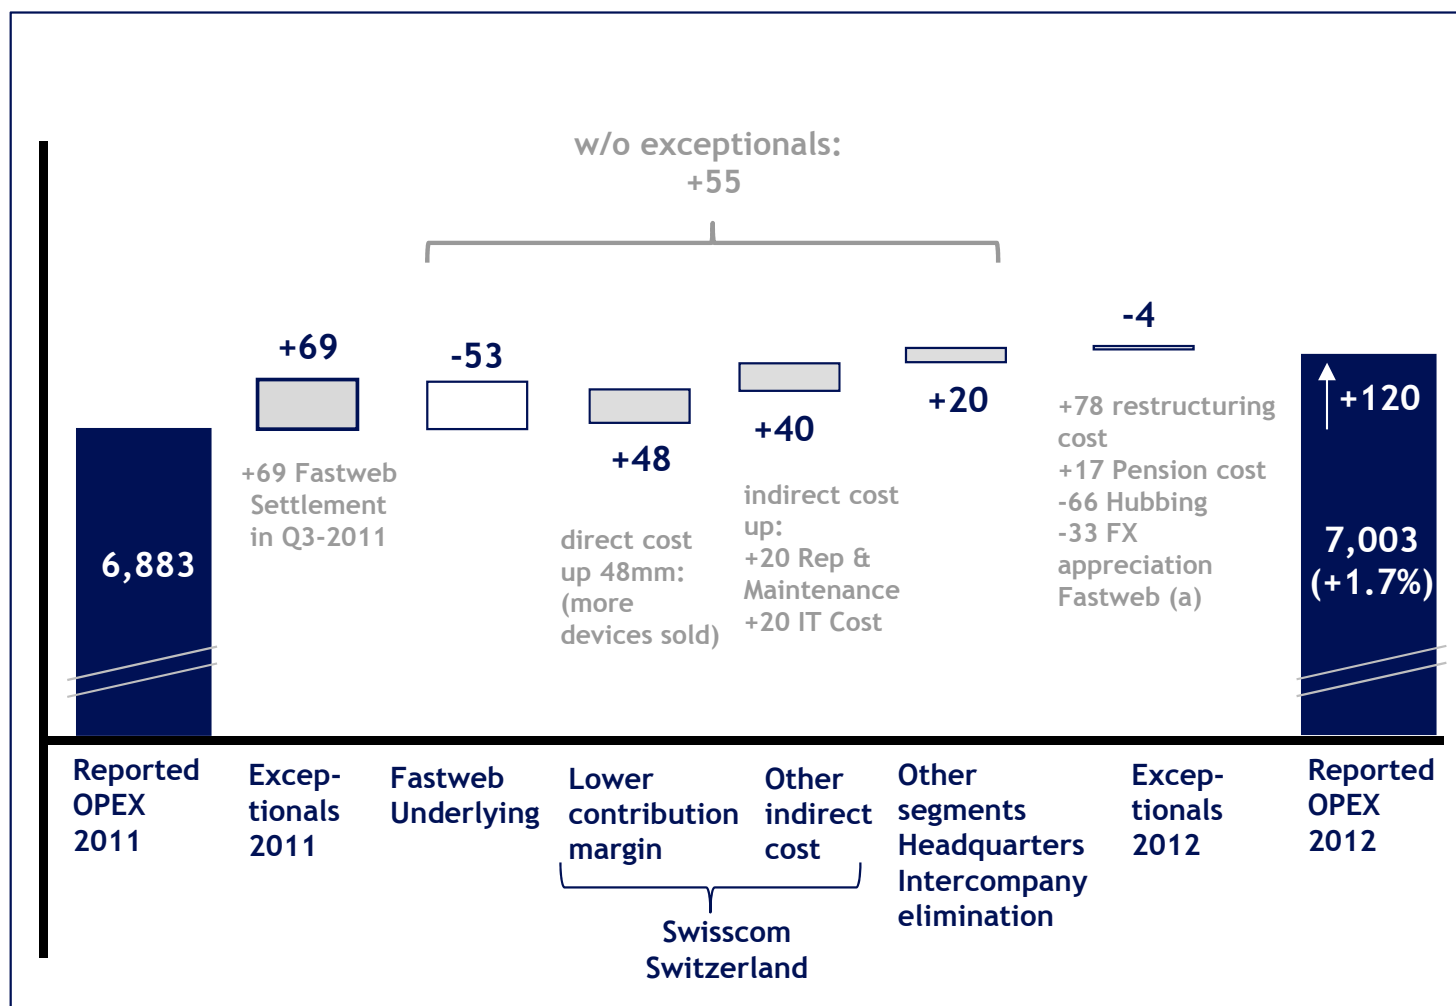 w/o exceptionals:
+55
+69
-53
+48
+40
+20
-4
+120
+69 Fastweb
Settlement
in Q3-2011
direct cost
up 48mm:
(more
devices sold)
indirect cost
up:
+20 Rep &
Maintenance
+20 IT Cost
+78 restructuring
cost
+17 Pension cost
-66 Hubbing
-33 FX
appreciation
Fastweb (a)
6,883
7,003
(+1.7%)
Reported
OPEX
2011
Excep-
tionals
2011
Fastweb
Underlying
Lower
contribution
margin
Other
indirect
cost
Other
segments
Headquarters
Intercompany
elimination
Excep-
tionals
2012
Reported
OPEX
2012
Swisscom
Switzerland